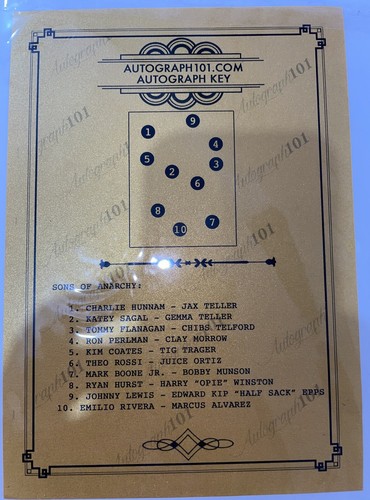 AUTOGRAPH101.COM
AUTOGRAPH KEY
9
1
4
5
3
2
6
8
7
10
SONS OF ANARCHY:
1. CHARLIE HUNNAM - JAX TELLER
2. KATEY SAGAL - GEMMA TELLER
3. TOMMY FLANAGAN - CHIBS TELFORD
4. RON PERLMAN - CLAY MORROW
5. KIM COATES - TIG TRAGER
6. THEO ROSSI - JUICE ORTIZ
7. MARK BOONE JR. - BOBBY MUNSON
8. RYAN HURST - HARRY "OPIE" WINSTON
9. JOHNNY LEWIS - EDWARD KIP "HALF SACK" EPPS
10. EMILIO RIVERA - MARCUS ALVAREZ
Autograph101